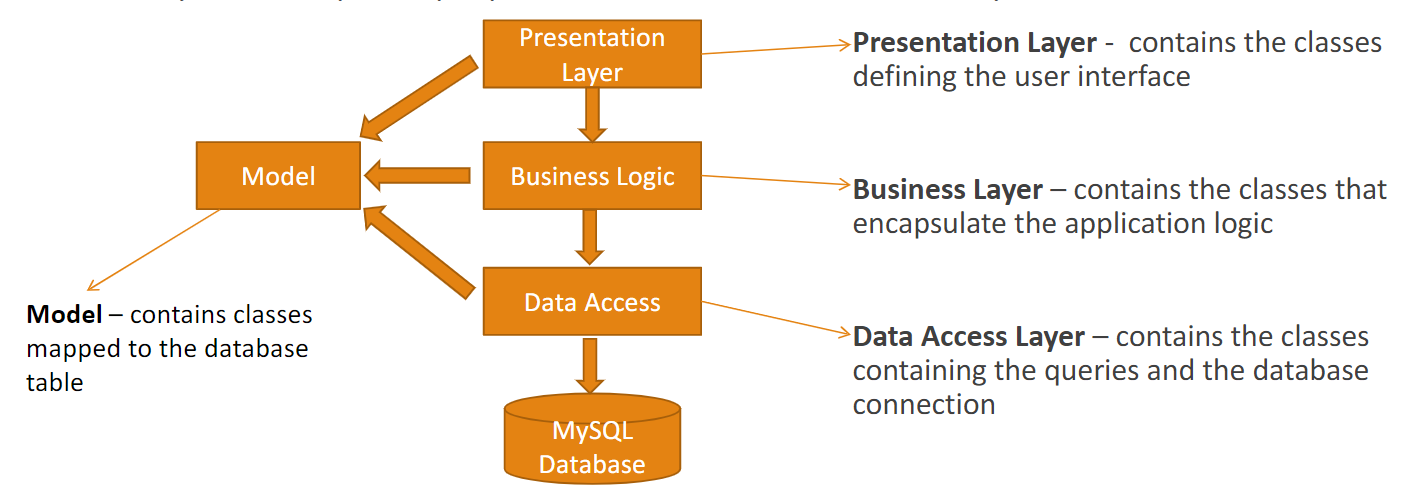 Presentation
Layer
Presentation Layer - contains the classes
defining the user interface
Model
Business Logic
Business Layer – contains the classes that
encapsulate the application logic
Data Access
Model – contains classes
mapped to the database
table
Data Access Layer – contains the classes
containing the queries and the database
connection
MySQL
Database